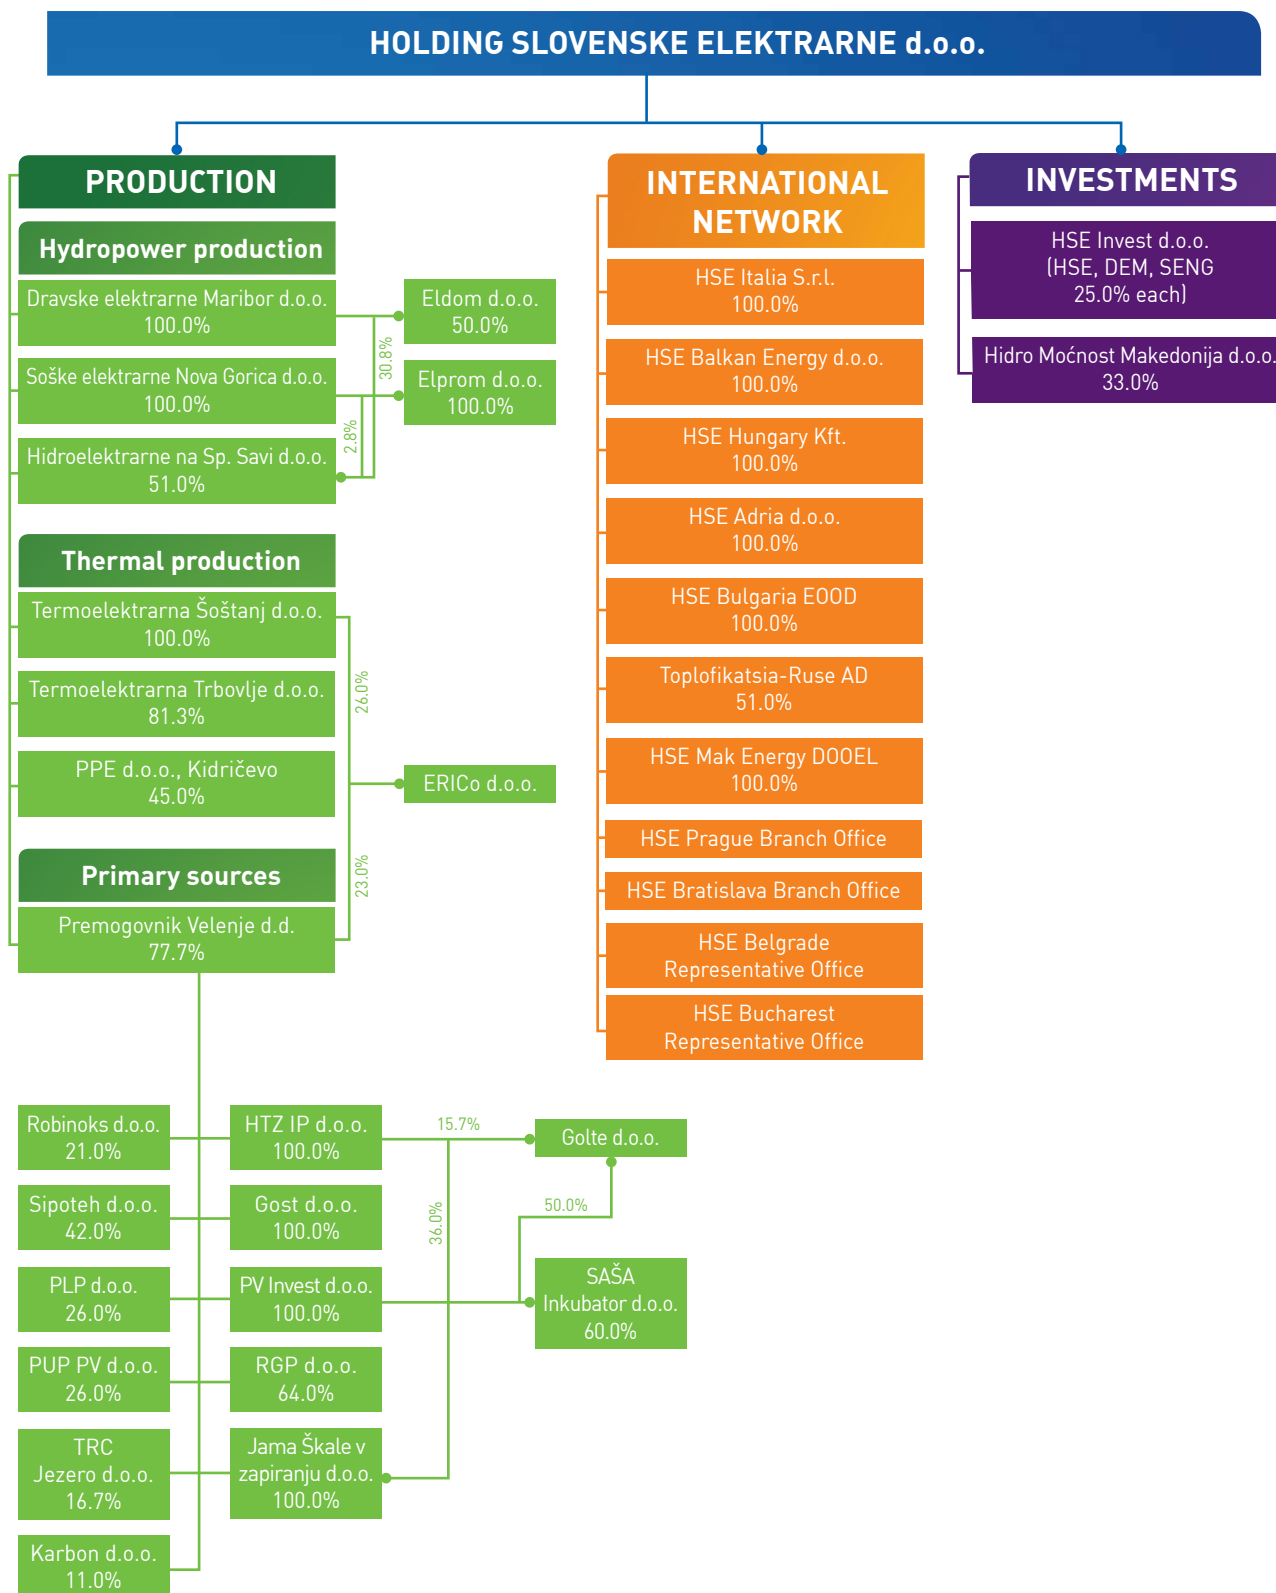 HOLDING SLOVENSKE ELEKTRARNE d.o.o.
PRODUCTION
Hydropower production
Dravske elektrarne Maribor d.o.o.
100.0%
Soške elektrarne Nova Gorica d.o.o.
100.0%
Hidroelektrarne na Sp. Savi d.o.o.
51.0%
30.8%
2.8%
Eldom d.o.o.
50.0%
Elprom d.o.o.
100.0%
Thermal production
Termoelektrarna Šoštanj d.o.o.
100.0%
Termoelektrarna Trbovlje d.o.o.
81.3%
PPE d.o.o., Kidričevo
45.0%
26.0%
ERICo d.o.o.
23.0%
Primary sources
Premogovnik Velenje d.d.
77.7%
Robinoks d.o.o.
21.0%
Sipoteh d.o.o.
42.0%
PLP d.o.o.
26.0%
PUP PV d.o.o.
26.0%
TRC
Jezero d.o.o.
16.7%
Karbon d.o.o.
11.0%
HTZ IP d.o.o.
100.0%
Gost d.o.o.
100.0%
PV Invest d.o.o.
100.0%
RGP d.o.o.
64.0%
Jama Škale v
zapiranju d.o.o.
100.0%
15.7%
36.0%
50.0%
Golte d.o.o.
SAŠA
Inkubator d.o.o.
60.0%
INTERNATIONAL
NETWORK
HSE Italia S.r.l.
100.0%
HSE Balkan Energy d.o.o.
100.0%
HSE Hungary Kft.
100.0%
HSE Adria d.o.o.
100.0%
HSE Bulgaria EOOD
100.0%
Toplofikatsia-Ruse AD
51.0%
HSE Mak Energy DOOEL
100.0%
HSE Prague Branch Office
HSE Bratislava Branch Office
HSE Belgrade
Representative Office
HSE Bucharest
Representative Office
INVESTMENTS
HSE Invest d.o.o.
(HSE, DEM, SENG
25.0% each)
Hidro Moćnost Makedonija d.o.o.
33.0%